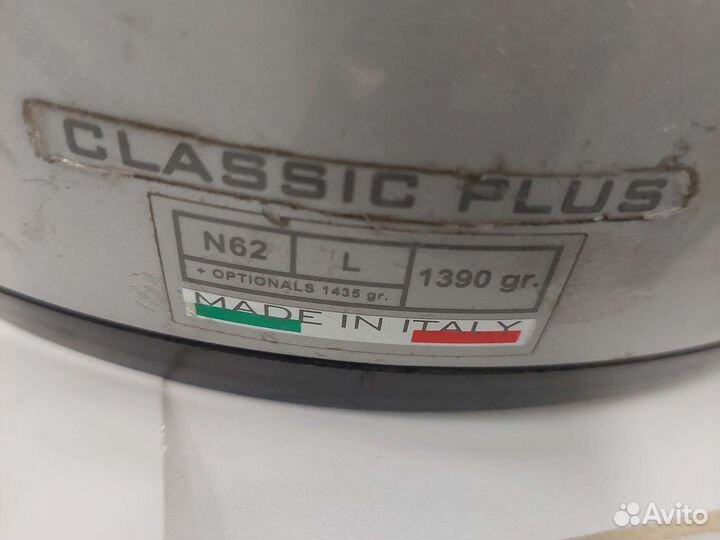 CLASSIC PLUS
N62 L 1390 gr.
+ OPTIONALS 1435 gr.
MADE IN ITALY
Avito